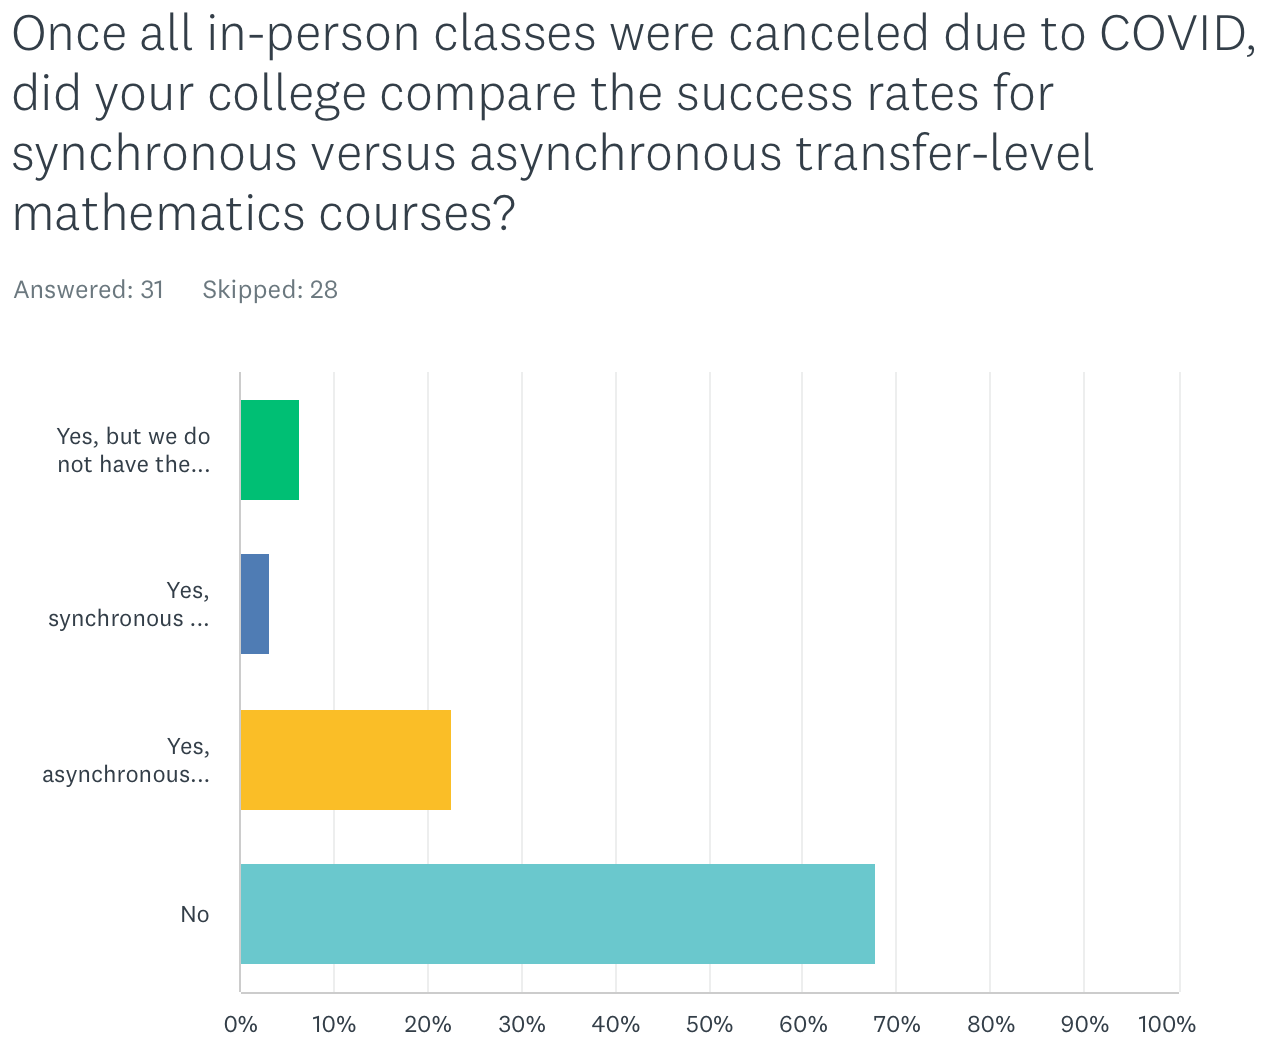 Once all in-person classes were canceled due to COVID,
did your college compare the success rates for
synchronous versus asynchronous transfer-level
mathematics courses?
Answered: 31 Skipped: 28
Yes, but we do
not have the...
Yes,
synchronous ...
Yes,
asynchronous...
No
0% 10% 20% 30% 40% 50% 60% 70% 80% 90% 100%